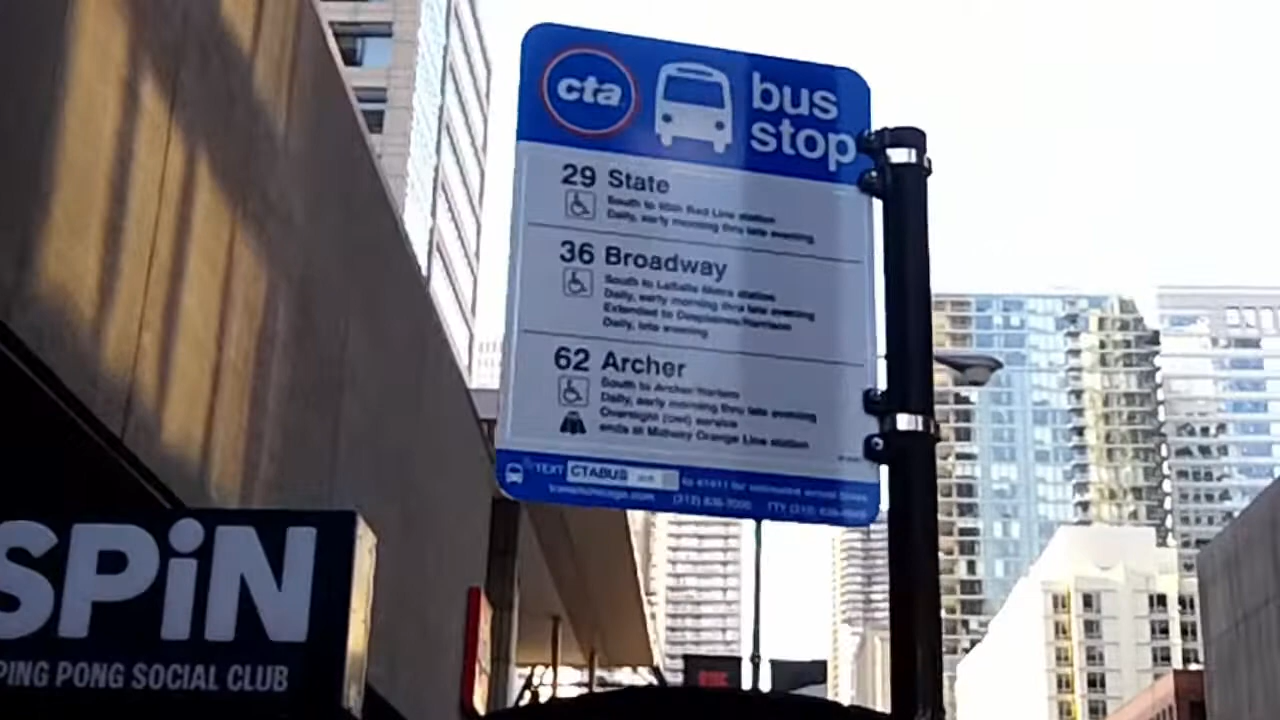 cta
bus
stop
29 State
South to 95th Red Line station
Daily, early morning thru late evening
36 Broadway
South to LaSalle Metra station
Daily, early morning thru late evening
Extended to Desplaines/Harrison
Daily, late evening
62 Archer
South to Archer/Harlem
Daily, early morning thru late evening
Overnight (owl) service
ends at Midway Orange Line station
TEXT CTABUS to 41411 for estimated arrival times
transitchicago.com (312) 836-7000 TTY (312)
SPiN
PING PONG SOCIAL CLUB